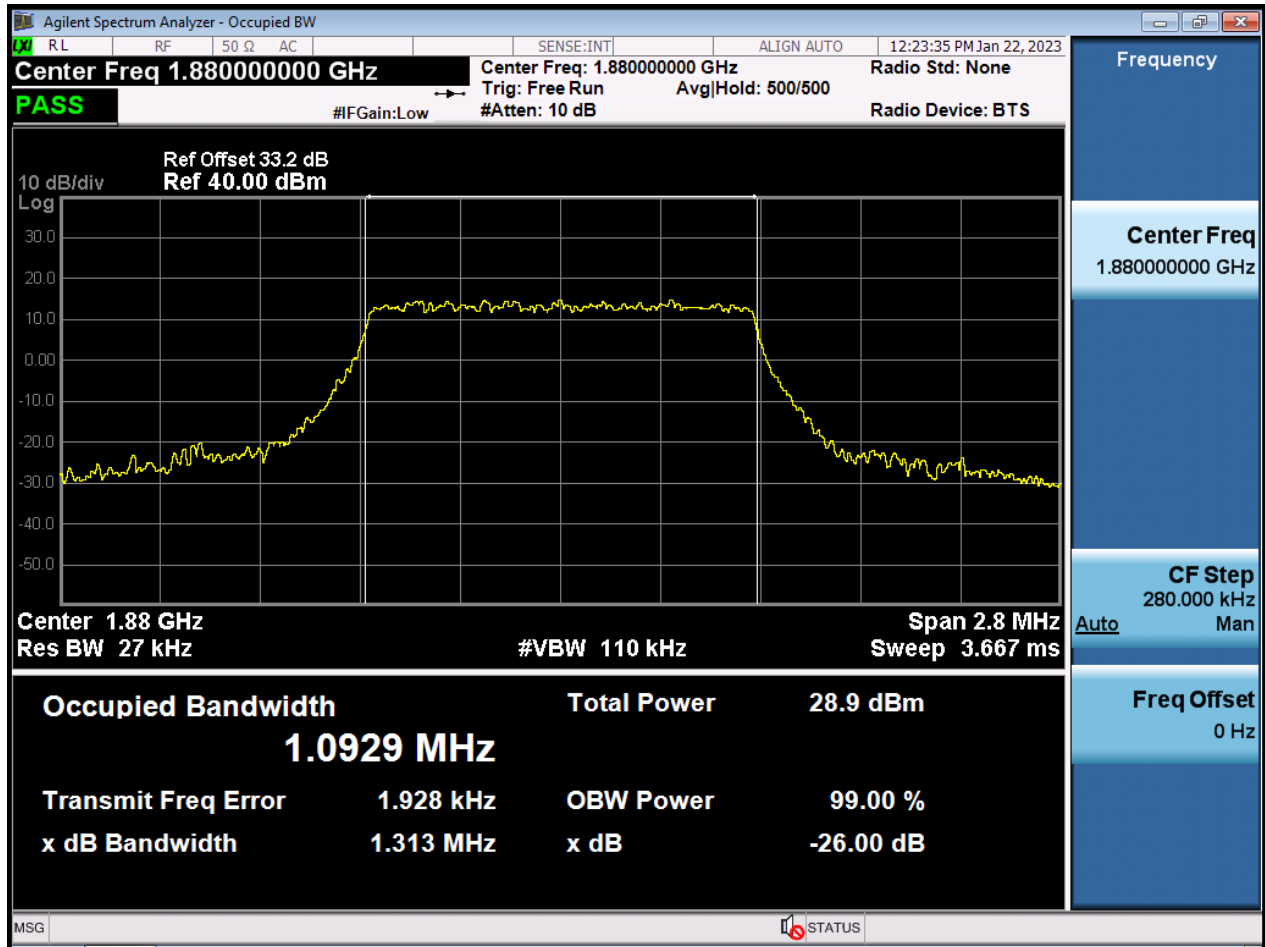 Agilent Spectrum Analyzer - Occupied BW
LXI RL RF 50 Ω AC SENSE:INT ALIGN AUTO 12:23:35 PM Jan 22, 2023
Center Freq 1.880000000 GHz
Center Freq: 1.880000000 GHz
Radio Std: None
Trig: Free Run
Avg|Hold: 500/500
PASS
#IFGain:Low
#Atten: 10 dB
Radio Device: BTS
Ref Offset 33.2 dB
10 dB/div Ref 40.00 dBm
Log
30.0
20.0
10.0
0.00
-10.0
-20.0
-30.0
-40.0
-50.0
Center 1.88 GHz Span 2.8 MHz
Res BW 27 kHz #VBW 110 kHz Sweep 3.667 ms
Occupied Bandwidth Total Power 28.9 dBm
1.0929 MHz
Transmit Freq Error 1.928 kHz OBW Power 99.00 %
x dB Bandwidth 1.313 MHz x dB -26.00 dB
Frequency
Center Freq
1.880000000 GHz
CF Step
280.000 kHz
Auto Man
Freq Offset
0 Hz
MSG STATUS